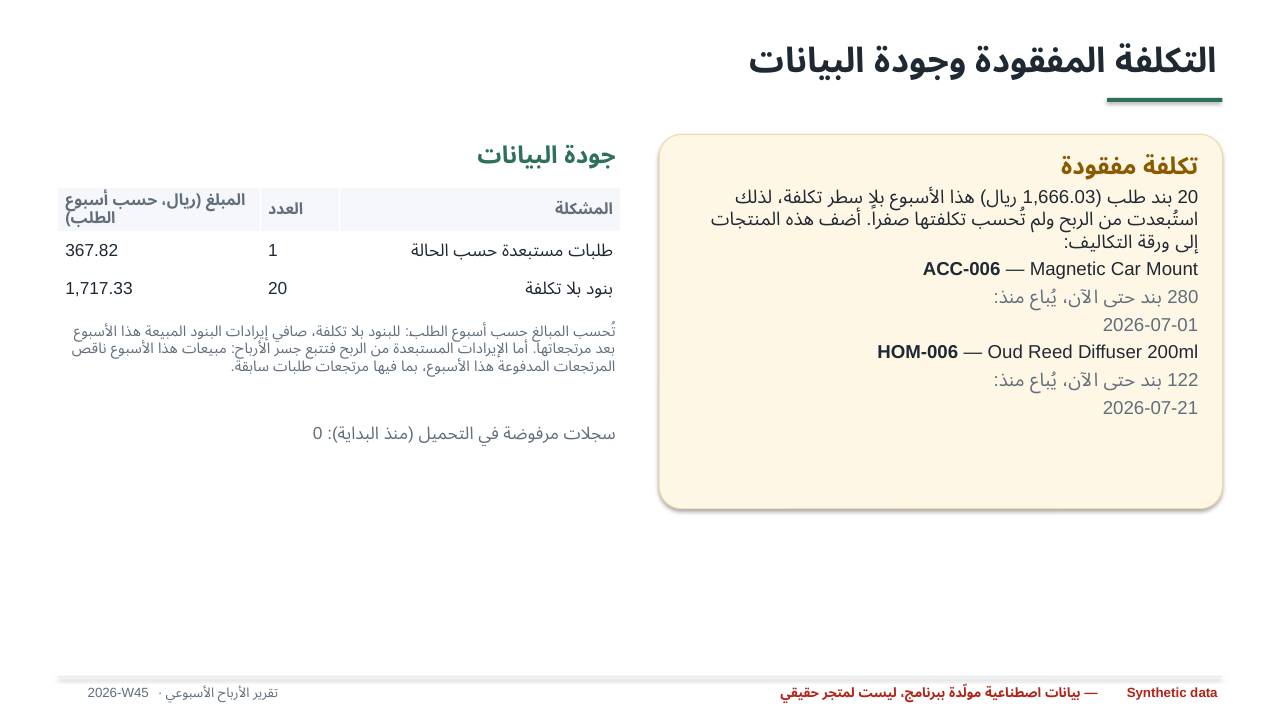 التكلفة المفقودة وجودة البيانات
تكلفة مفقودة
20 بند طلب (1,666.03 ريال) هذا الأسبوع بلا سطر تكلفة، لذلك
استُبعدت من الربح ولم تُحسب تكلفتها صفراً. أضف هذه المنتجات
إلى ورقة التكاليف:
ACC-006 — Magnetic Car Mount
280 بند حتى الآن، يُباع منذ:
2026-07-01
HOM-006 — Oud Reed Diffuser 200ml
122 بند حتى الآن، يُباع منذ:
2026-07-21
جودة البيانات
المشكلة العدد المبلغ (ريال، حسب أسبوع
الطلب)
طلبات مستبعدة حسب الحالة 1 367.82
بنود بلا تكلفة 20 1,717.33
تُحسب المبالغ حسب أسبوع الطلب: للبنود بلا تكلفة، صافي إيرادات البنود المبيعة هذا الأسبوع
بعد مرتجعاتها. أما الإيرادات المستبعدة من الربح فتتبع جسر الأرباح: مبيعات هذا الأسبوع ناقص
المرتجعات المدفوعة هذا الأسبوع، بما فيها مرتجعات طلبات سابقة.
سجلات مرفوضة في التحميل (منذ البداية): 0
Synthetic data — بيانات اصطناعية مولّدة ببرنامج، ليست لمتجر حقيقي
تقرير الأرباح الأسبوعي · 2026-W45